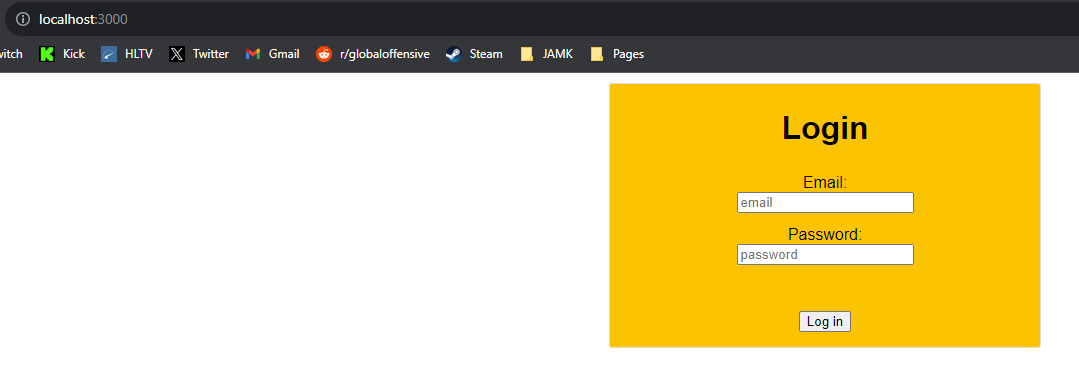 localhost:3000
witch Kick HLTV Twitter Gmail r/globaloffensive Steam JAMK Pages
Login
Email:
email
Password:
password
Log in